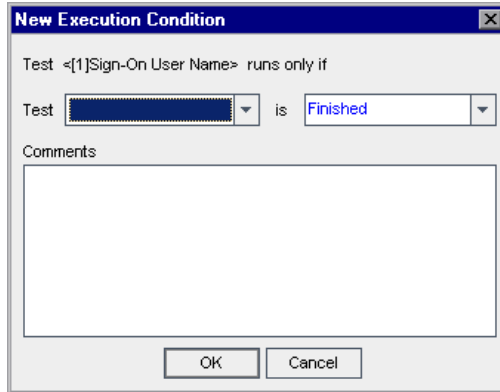 New Execution Condition
Test <[1]Sign-On User Name> runs only if
Test is Finished
Comments
OK Cancel